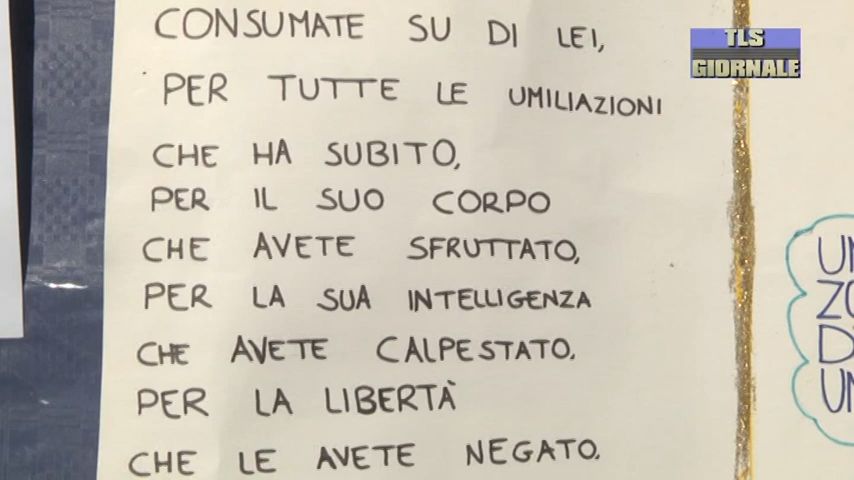 CONSUMATE SU DI LEI,
PER TUTTE LE UMILIAZIONI
CHE HA SUBITO,
PER IL SUO CORPO
CHE AVETE SFRUTTATO,
PER LA SUA INTELLIGENZA
CHE AVETE CALPESTATO.
PER LA LIBERTÀ
CHE LE AVETE NEGATO.
TLS
GIORNALE